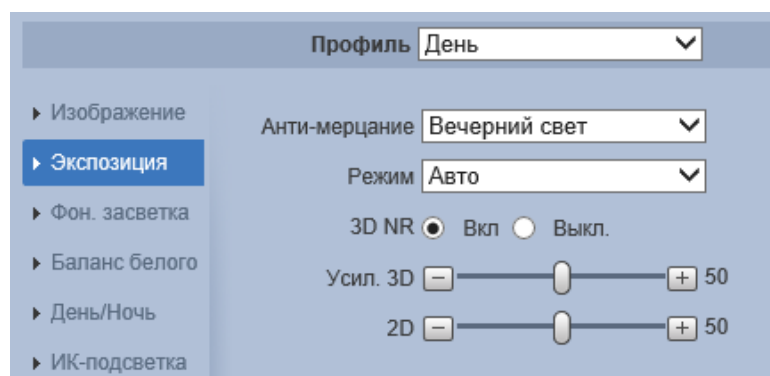 Профиль День
Изображение
Анти-мерцание Вечерний свет
Экспозиция
Режим Авто
Фон. засветка
3D NR Вкл Выкл.
Баланс белого
Усил. 3D 50
День/Ночь
2D 50
ИК-подсветка